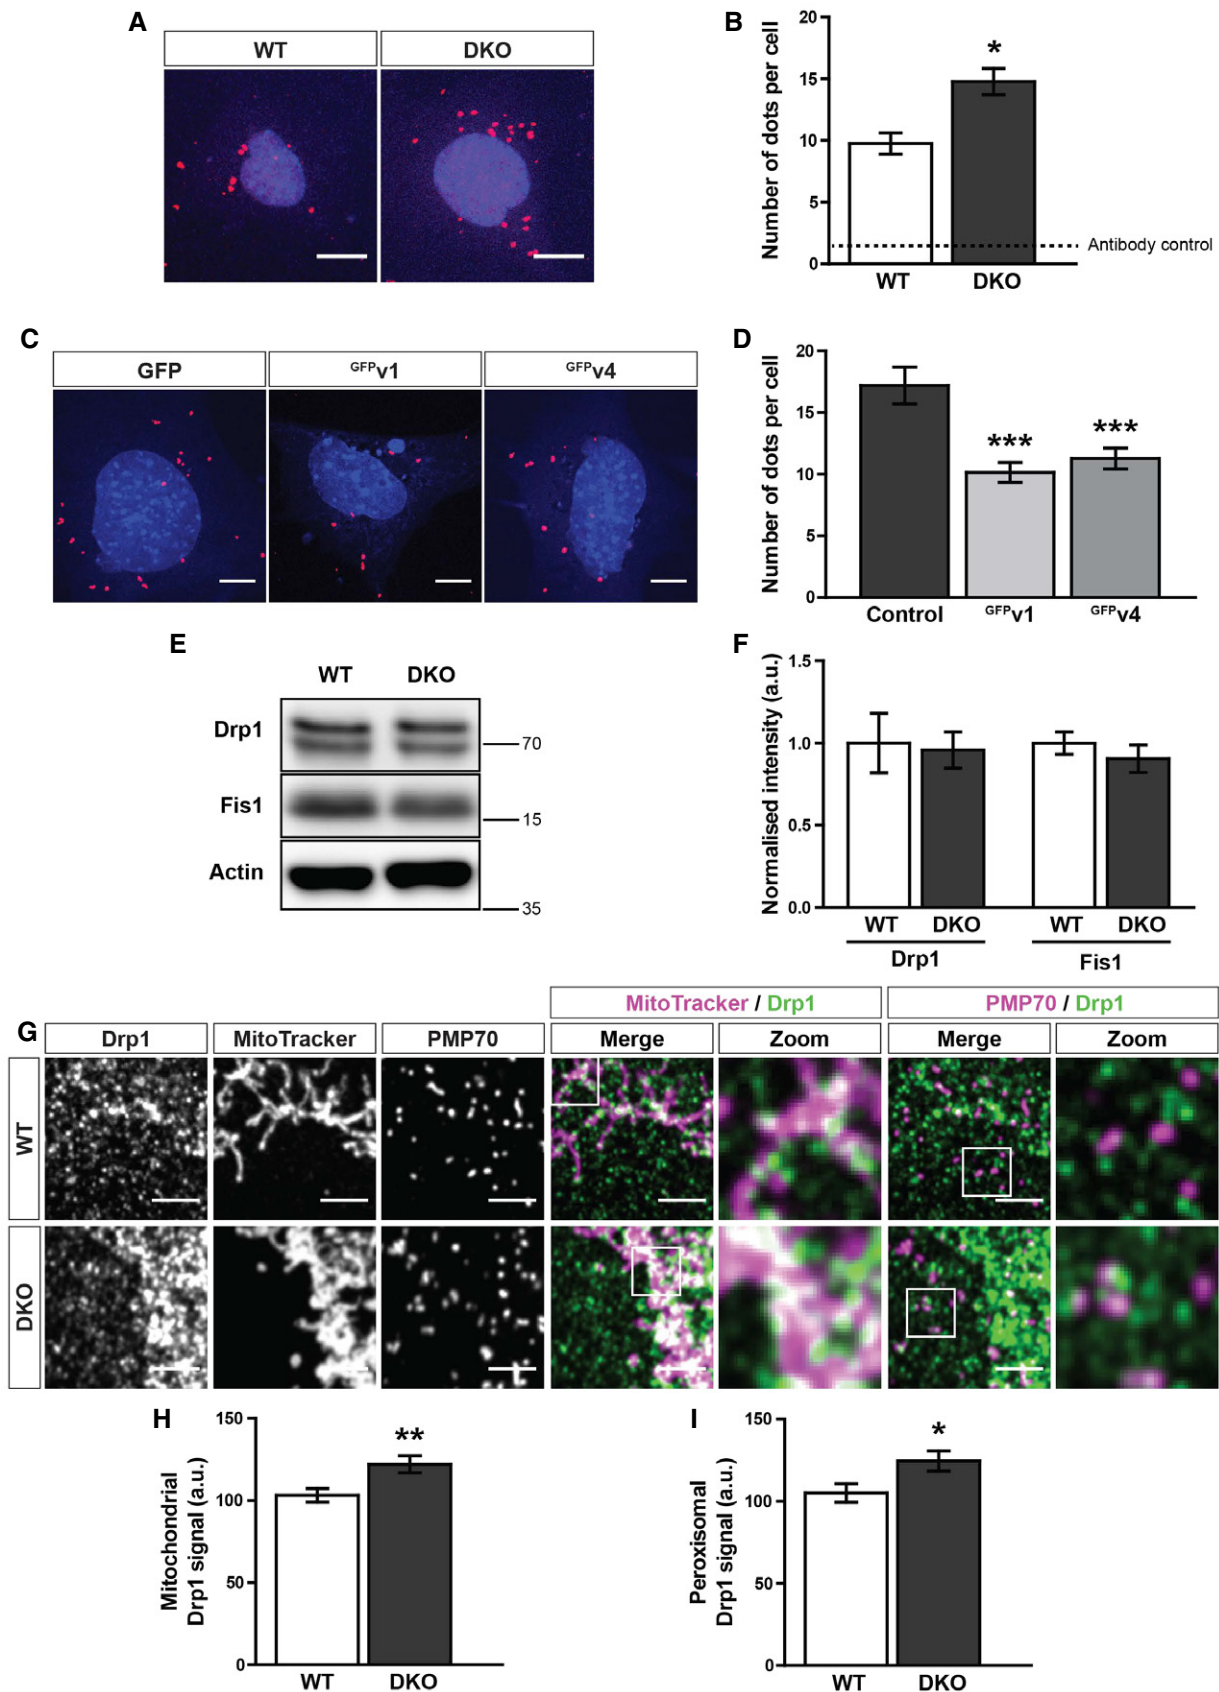 A
WT
DKO
B
Number of dots per cell
20
15
10
5
0
*
Antibody control
WT
DKO
C
GFP
GFPv1
GFPv4
D
Number of dots per cell
20
15
10
5
0
***
***
Control
GFPv1
GFPv4
E
WT
DKO
Drp1
70
Fis1
15
Actin
35
F
Normalised intensity (a.u.)
1.5
1.0
0.5
0.0
WT
DKO
WT
DKO
Drp1
Fis1
G
MitoTracker / Drp1
PMP70 / Drp1
Drp1
MitoTracker
PMP70
Merge
Zoom
Merge
Zoom
WT
DKO
H
Mitochondrial
Drp1 signal (a.u.)
150
100
50
0
**
WT
DKO
I
Peroxisomal
Drp1 signal (a.u.)
150
100
50
0
*
WT
DKO